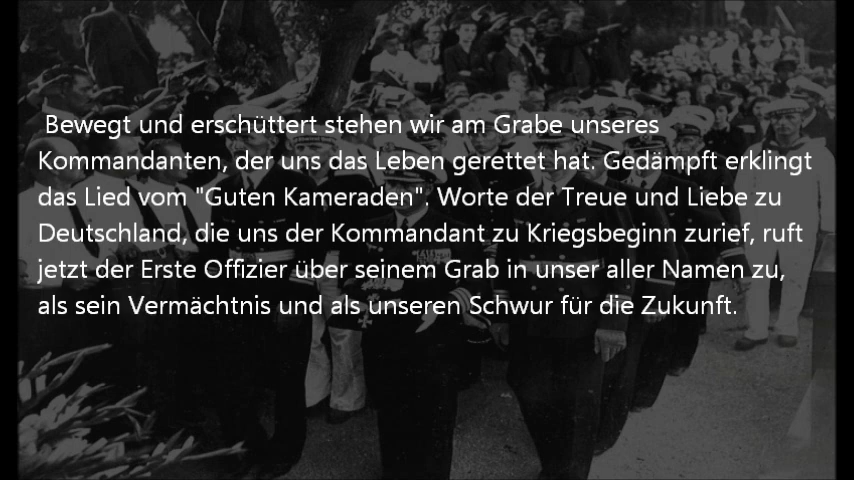 Bewegt und erschüttert stehen wir am Grabe unseres
Kommandanten, der uns das Leben gerettet hat. Gedämpft erklingt
das Lied vom "Guten Kameraden". Worte der Treue und Liebe zu
Deutschland, die uns der Kommandant zu Kriegsbeginn zurief, ruft
jetzt der Erste Offizier über seinem Grab in unser aller Namen zu,
als sein Vermächtnis und als unseren Schwur für die Zukunft.